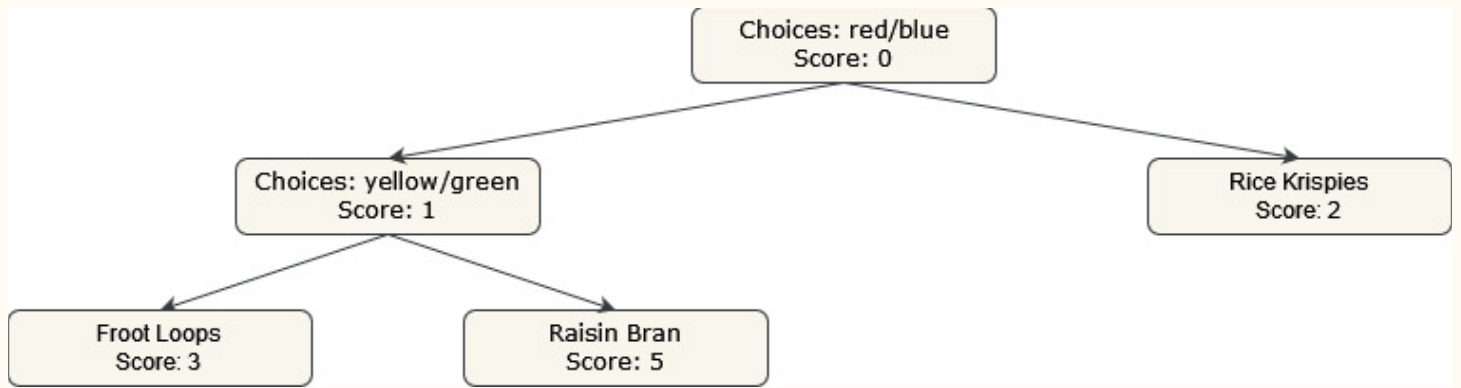 Choices: red/blue
Score: 0
Choices: yellow/green
Score: 1
Rice Krispies
Score: 2
Froot Loops
Score: 3
Raisin Bran
Score: 5